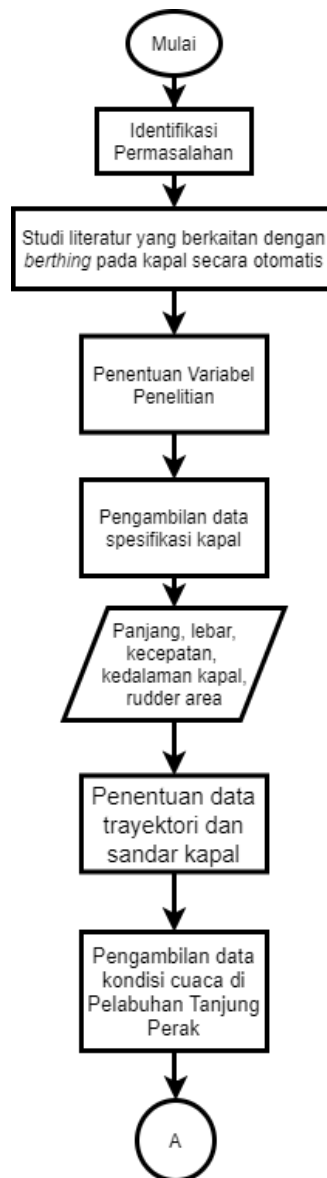 Mulai
Identifikasi
Permasalahan
Studi literatur yang berkaitan dengan
berthing pada kapal secara otomatis
Penentuan Variabel
Penelitian
Pengambilan data
spesifikasi kapal
Panjang, lebar,
kecepatan,
kedalaman kapal,
rudder area
Penentuan data
trayektori dan
sandar kapal
Pengambilan data
kondisi cuaca di
Pelabuhan Tanjung
Perak
A